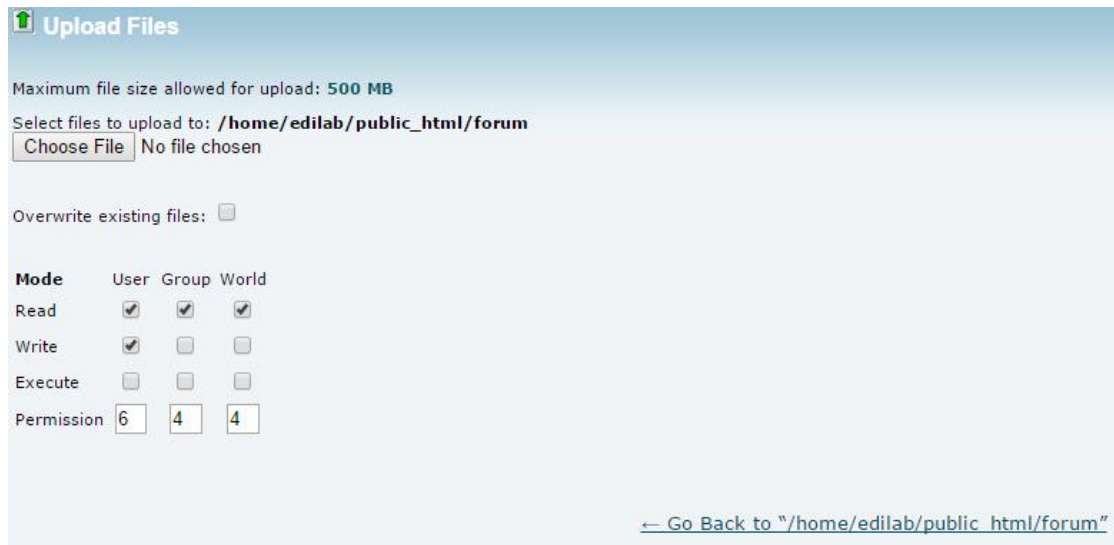 Upload Files
Maximum file size allowed for upload: 500 MB
Select files to upload to: /home/edilab/public_html/forum
Choose File No file chosen
Overwrite existing files:
Mode User Group World
Read
Write
Execute
Permission 6 4 4
← Go Back to "/home/edilab/public_html/forum"